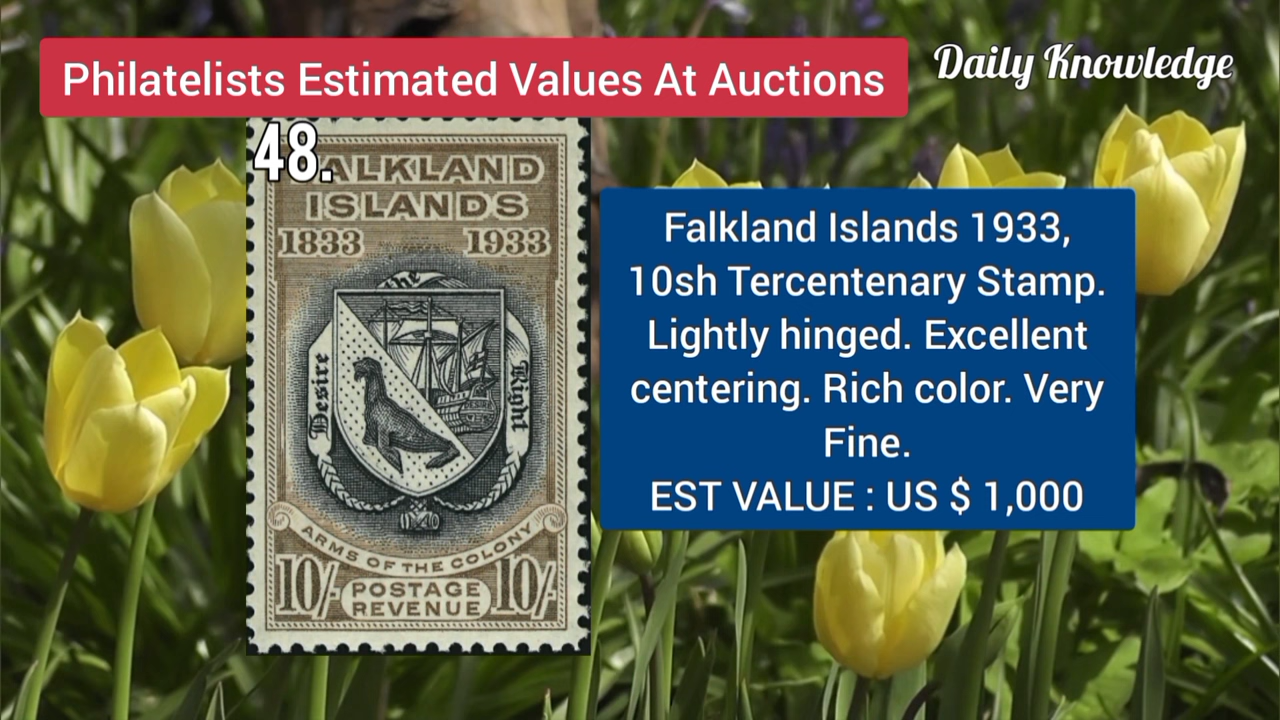 Philatelists Estimated Values At Auctions
Daily Knowledge
48.
ALKLAND
ISLANDS
1833 1933
Desire
Right
ARMS OF THE COLONY
10/- POSTAGE 10/-
REVENUE
Falkland Islands 1933,
10sh Tercentenary Stamp.
Lightly hinged. Excellent
centering. Rich color. Very
Fine.
EST VALUE : US $ 1,000